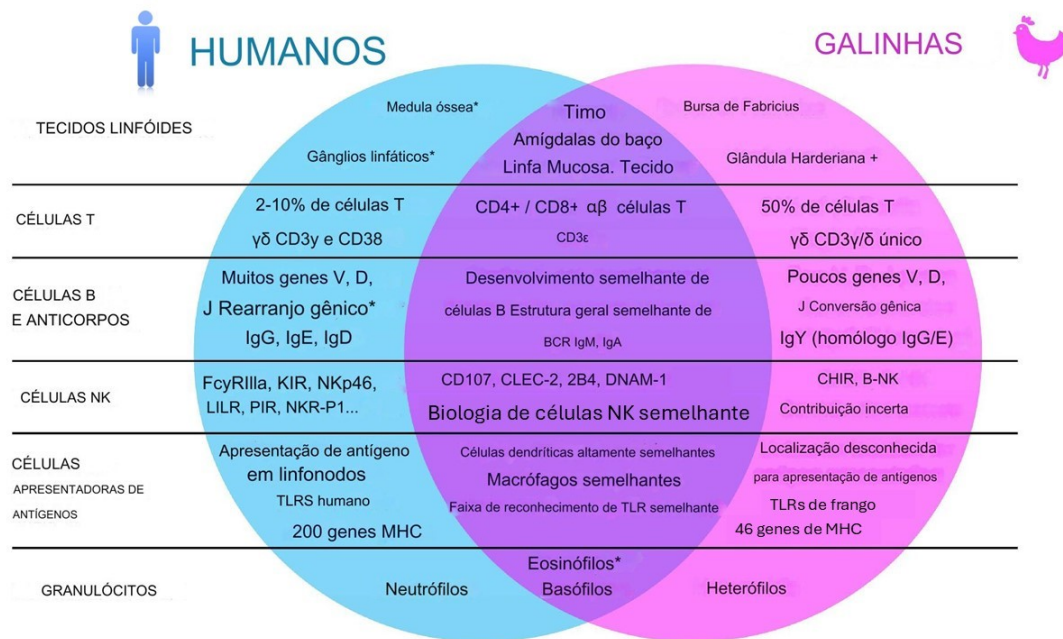 HUMANOS
GALINHAS
TECIDOS LINFÓIDES
Medula óssea*
Gânglios linfáticos*
Timo
Amígdalas do baço
Linfa Mucosa. Tecido
Bursa de Fabricius
Glândula Harderiana +
CÉLULAS T
2-10% de células T
γδ CD3y e CD38
CD4+ / CD8+ αβ células T
CD3ε
50% de células T
γδ CD3γ/δ único
CÉLULAS B
E ANTICORPOS
Muitos genes V, D,
J Rearranjo gênico*
IgG, IgE, IgD
Desenvolvimento semelhante de
células B Estrutura geral semelhante de
BCR IgM, IgA
Poucos genes V, D,
J Conversão gênica
IgY (homólogo IgG/E)
CÉLULAS NK
FcyRIIIa, KIR, NKp46,
LILR, PIR, NKR-P1...
CD107, CLEC-2, 2B4, DNAM-1
Biologia de células NK semelhante
CHIR, B-NK
Contribuição incerta
CÉLULAS
APRESENTADORAS DE
ANTÍGENOS
Apresentação de antígeno
em linfonodos
TLRS humano
200 genes MHC
Células dendríticas altamente semelhantes
Macrófagos semelhantes
Faixa de reconhecimento de TLR semelhante
Localização desconhecida
para apresentação de antígenos
TLRs de frango
46 genes de MHC
GRANULÓCITOS
Neutrófilos
Eosinófilos*
Basófilos
Heterófilos